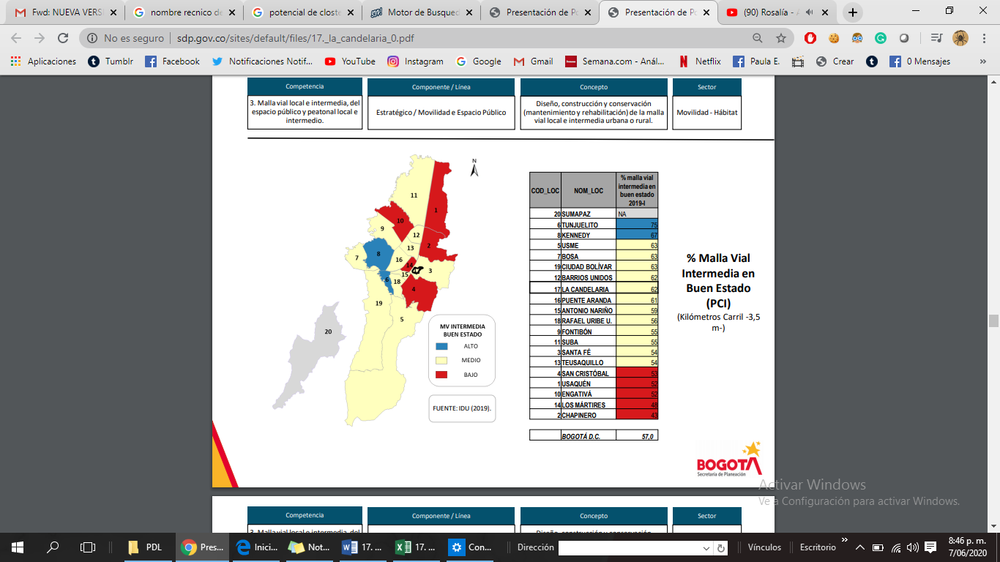 Fwd: NUEVA VERSI
nombre recnico de
potencial de closte
Motor de Busquec
Presentación de Po
Presentación de Po
(90) Rosalía - A
No es seguro
sdp.gov.co/sites/default/files/17._la_candelaria_0.pdf
Aplicaciones
Tumblr
Facebook
Notificaciones Notif...
YouTube
Instagram
Google
Gmail
Semana.com - Anál...
Netflix
Paula E.
Crear
0 Mensajes
»
Competencia
Componente / Línea
Concepto
Sector
3. Malla vial local e intermedia, del
espacio público y peatonal local e
intermedio.
Estratégico / Movilidad e Espacio Público
Diseño, construcción y conservación
(mantenimiento y rehabilitación) de la malla
vial local e intermedia urbana o rural.
Movilidad - Hábitat
N
11
1
10
9
12
2
13
8
7
16
14
3
15
6
18
4
19
5
20
MV INTERMEDIA
BUEN ESTADO
ALTO
MEDIO
BAJO
FUENTE: IDU (2019).
COD_LOC NOM_LOC % malla vial
intermedia en
buen estado
2019-I
20 SUMAPAZ NA
6 TUNJUELITO 75
8 KENNEDY 67
5 USME 63
7 BOSA 63
19 CIUDAD BOLÍVAR 63
12 BARRIOS UNIDOS 62
17 LA CANDELARIA 62
16 PUENTE ARANDA 61
15 ANTONIO NARIÑO 59
18 RAFAEL URIBE U. 56
9 FONTIBÓN 55
11 SUBA 55
3 SANTA FÉ 54
13 TEUSAQUILLO 54
4 SAN CRISTÓBAL 53
1 USAQUÉN 52
10 ENGATIVÁ 52
14 LOS MÁRTIRES 48
2 CHAPINERO 43
BOGOTÁ D.C. 57,0
% Malla Vial
Intermedia en
Buen Estado
(PCI)
(Kilómetros Carril -3,5
m-)
BOGOTÁ
Secretaría de Planeación
Activar Windows
Ve a Configuración para activar Windows.
Competencia
Componente / Línea
Concepto
Sector
3. Malla vial local e intermedia, del
Diseño, construcción y conservación
PDL
Pres...
Inici...
Not...
17. ...
17. ...
Con...
Dirección
Vínculos
Escritorio
»
8:46 p. m.
7/06/2020